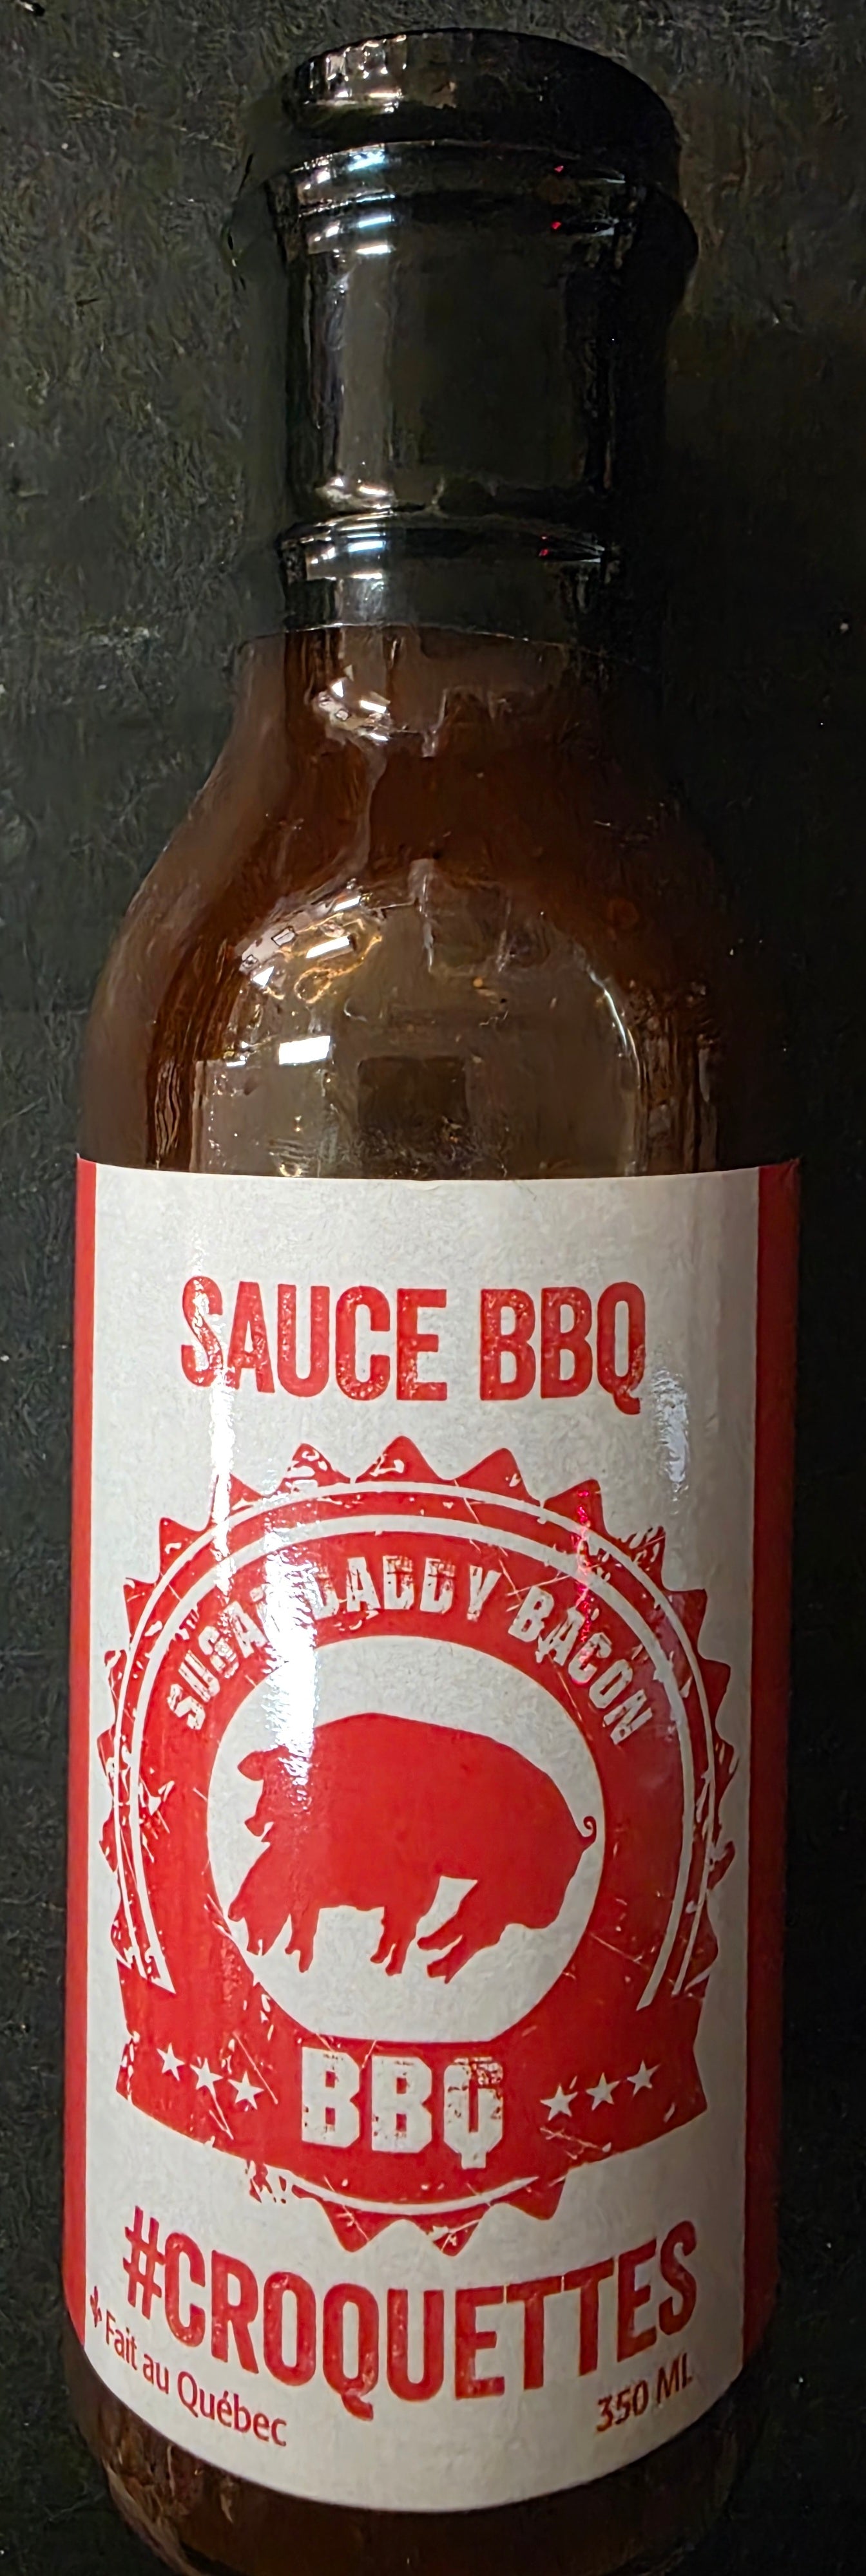 SAUCE BBQ
SUGAR DADDY BACON
BBQ
#CROQUETTES
Fait au Québec
350 ML